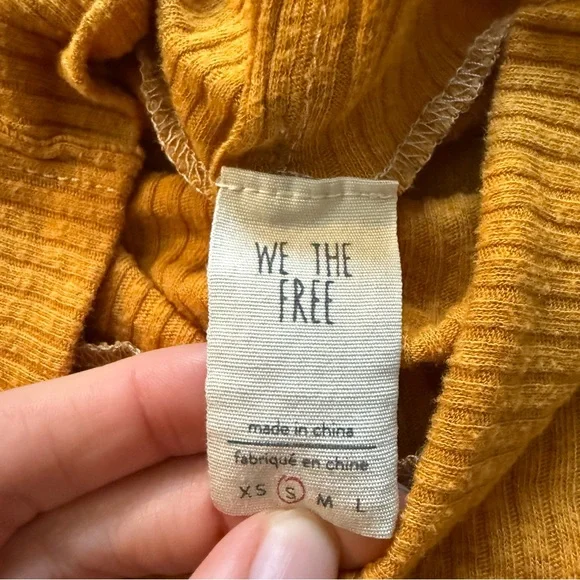 WE THE
FREE
made in china
fabriqué en chine
XS S M L